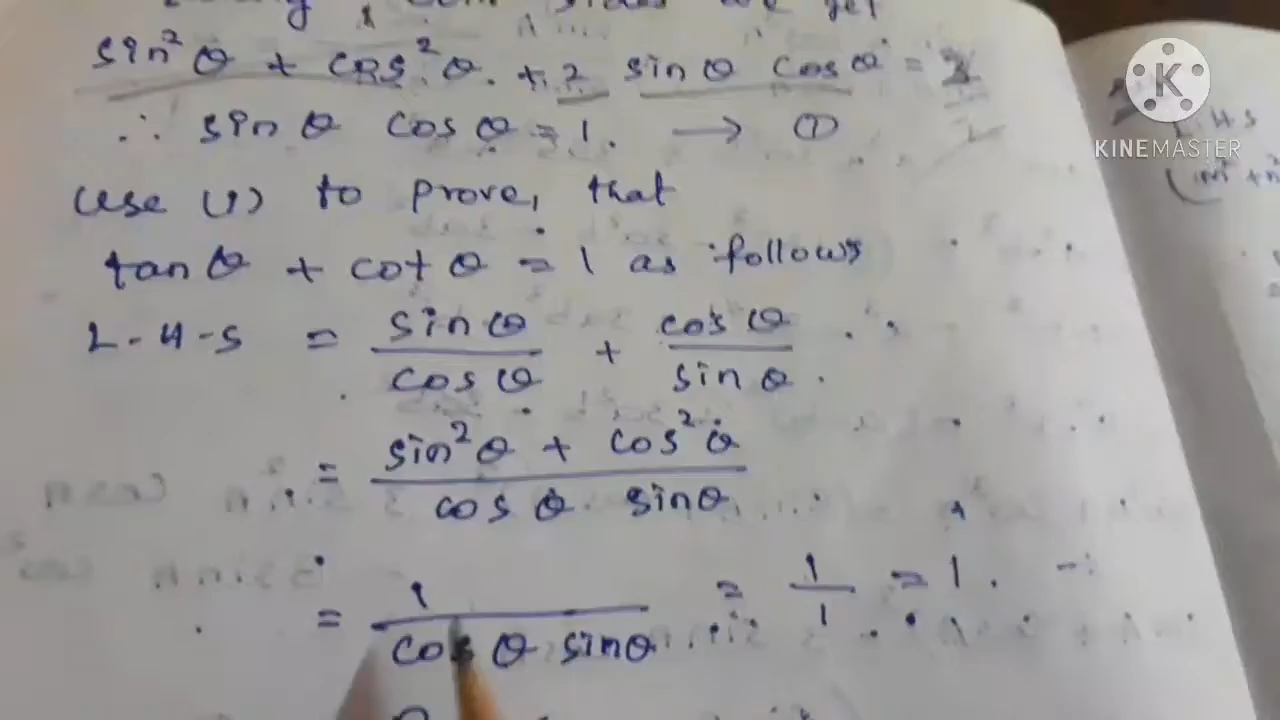 sin²θ + cos²θ. + 2 sinθ cosθ =
∴ sinθ cosθ = 1. → ①
use (1) to prove, that
tanθ + cotθ = 1 as follows
L-H-S = sinθ/cosθ + cosθ/sinθ.
= sin²θ + cos²θ / cosθ sinθ
= 1/cosθ sinθ = 1/1 = 1.
K
KINEMASTER
L.H.S